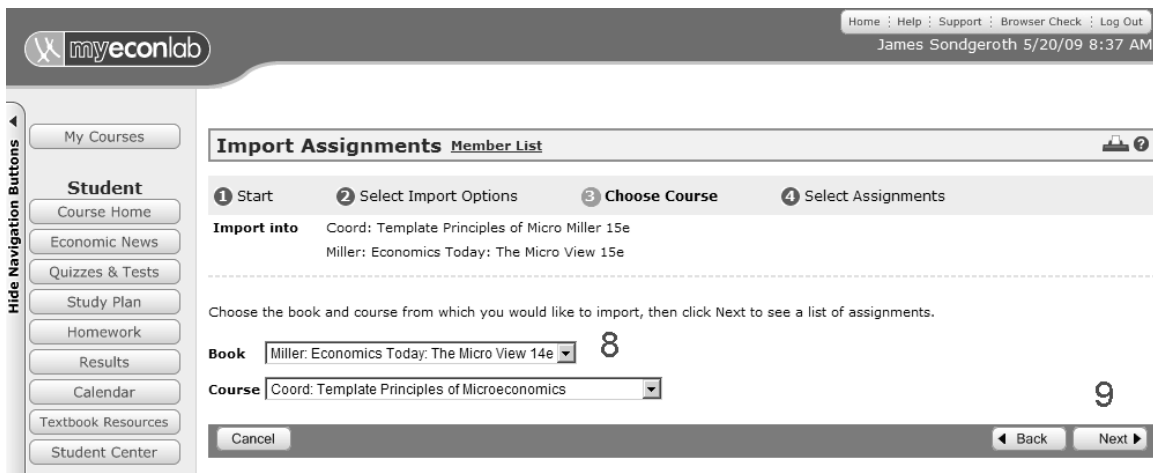 Home Help Support Browser Check Log Out
myeconlab
James Sondgeroth 5/20/09 8:37 AM
Hide Navigation Buttons
My Courses
Student
Course Home
Economic News
Quizzes & Tests
Study Plan
Homework
Results
Calendar
Textbook Resources
Student Center
Import Assignments Member List
?
1 Start 2 Select Import Options 3 Choose Course 4 Select Assignments
Import into Coord: Template Principles of Micro Miller 15e
Miller: Economics Today: The Micro View 15e
Choose the book and course from which you would like to import, then click Next to see a list of assignments.
Book Miller: Economics Today: The Micro View 14e 8
Course Coord: Template Principles of Microeconomics
9
Cancel Back Next